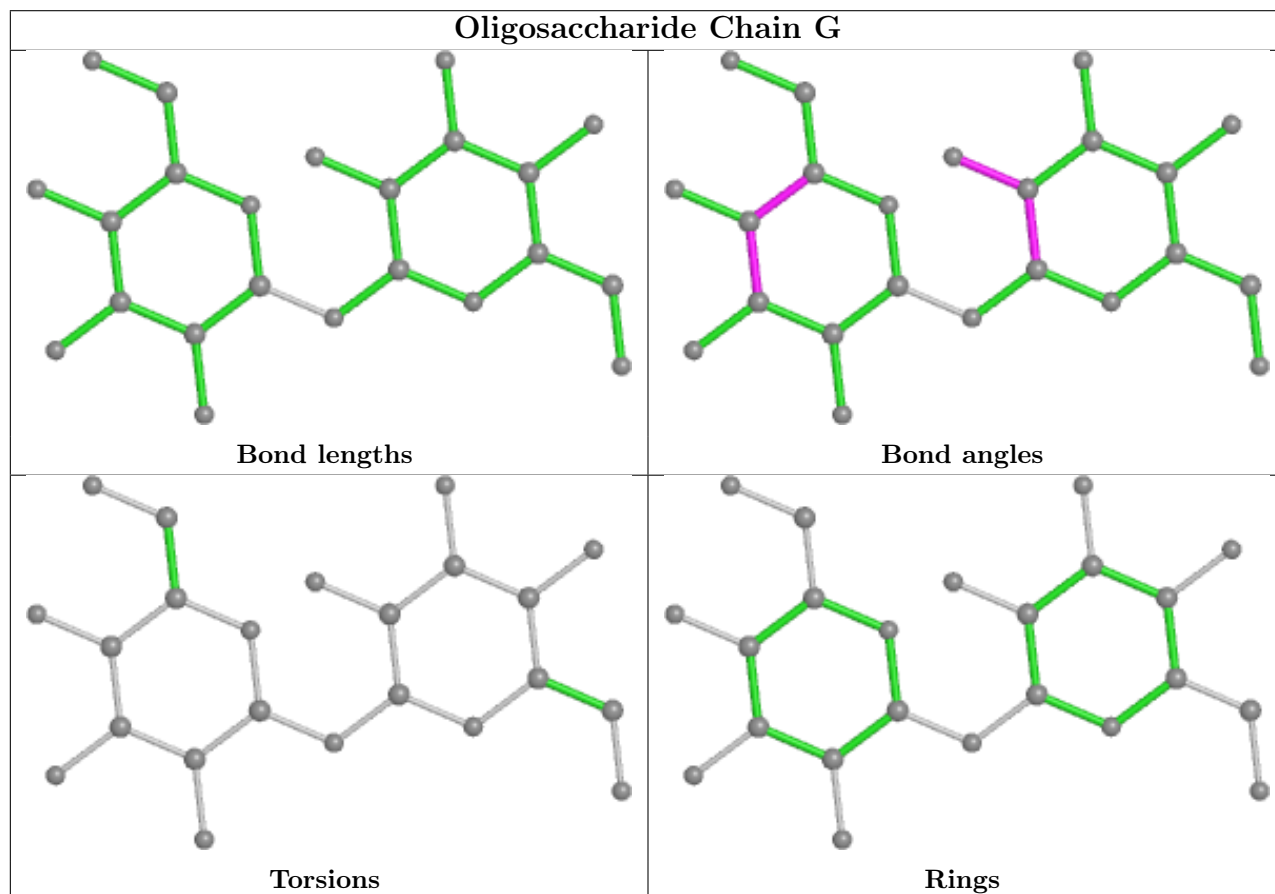 Oligosaccharide Chain G
Bond lengths
Bond angles
Torsions
Rings